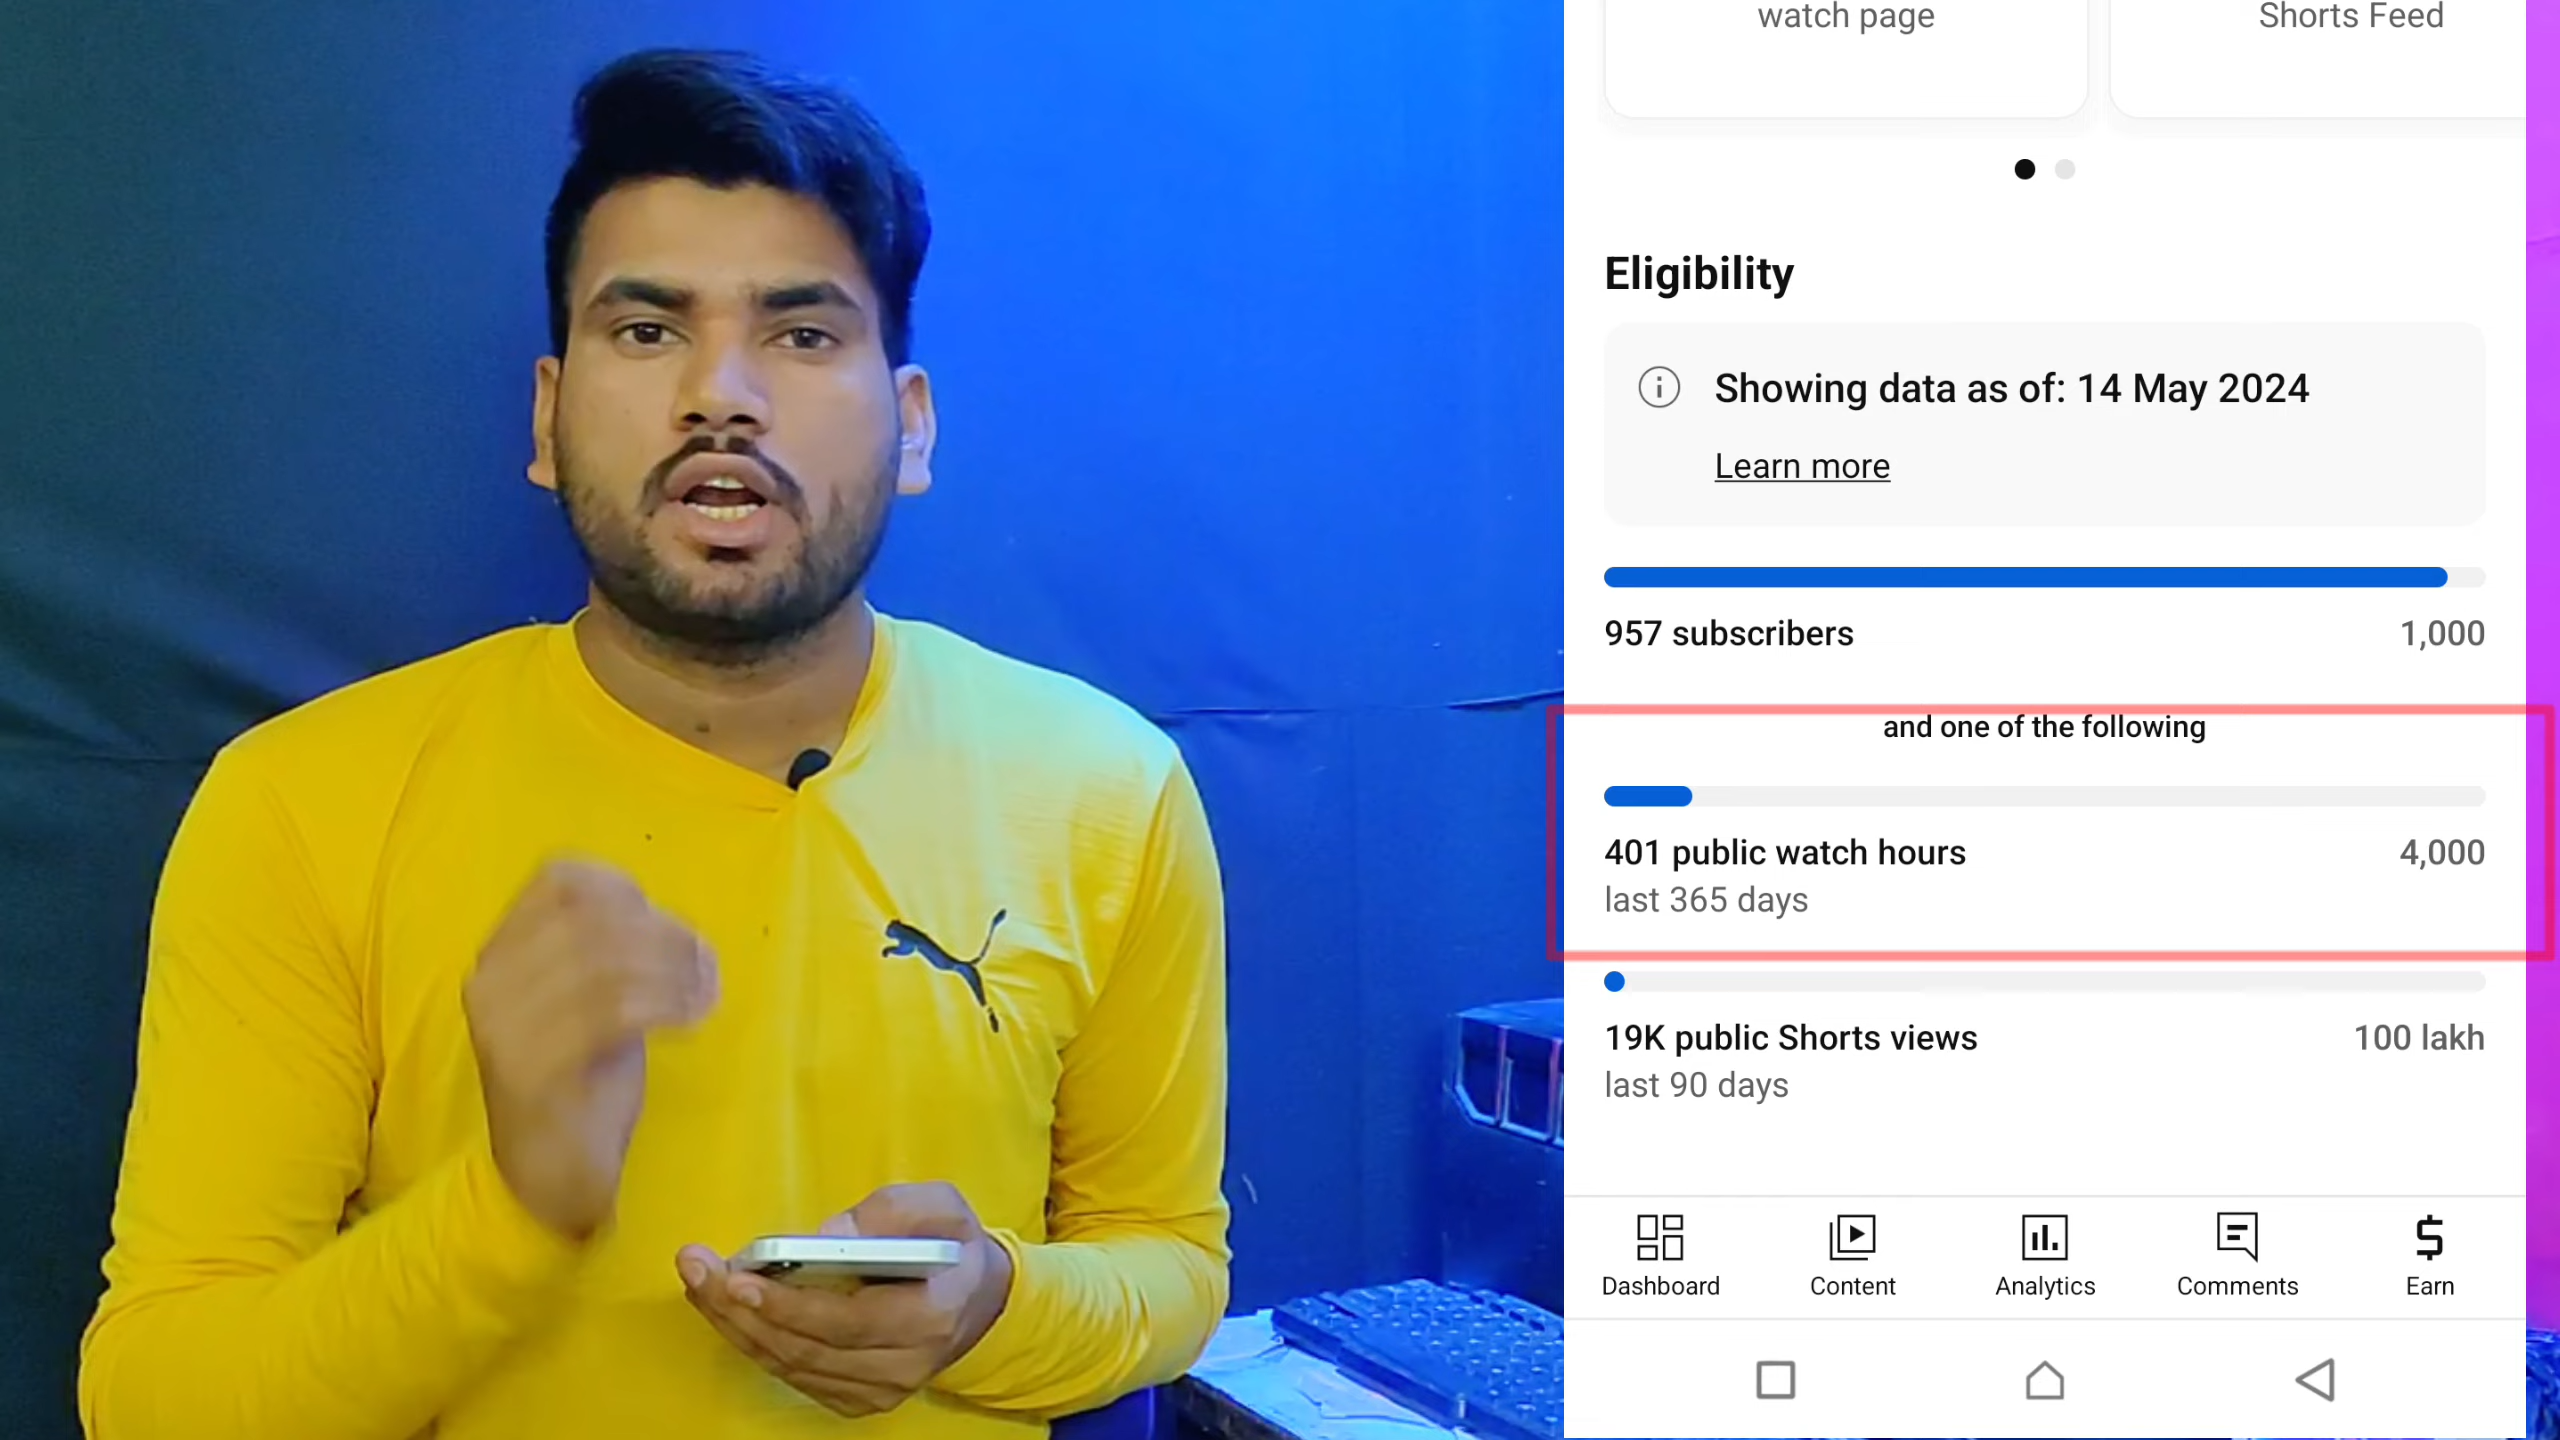 watch page
Shorts Feed
Eligibility
Showing data as of: 14 May 2024
Learn more
957 subscribers
1,000
and one of the following
401 public watch hours
4,000
last 365 days
19K public Shorts views
100 lakh
last 90 days
Dashboard
Content
Analytics
Comments
Earn